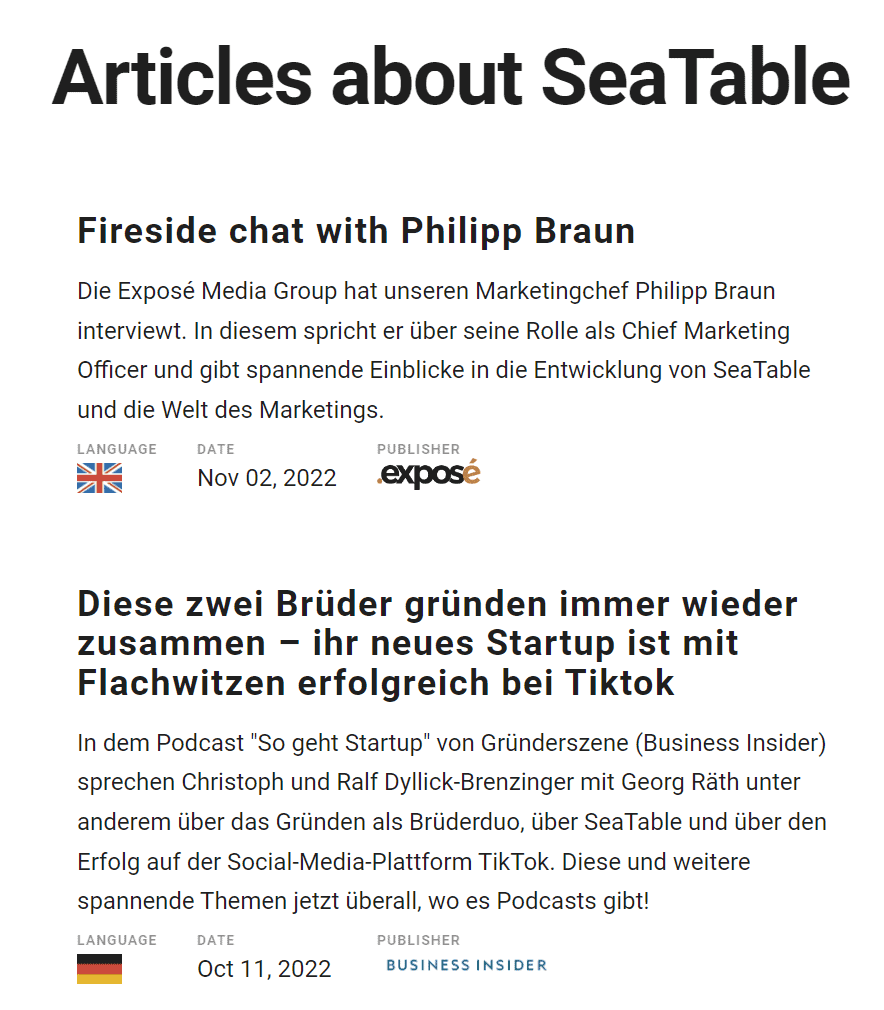 Articles about SeaTable
Fireside chat with Philipp Braun
Die Exposé Media Group hat unseren Marketingchef Philipp Braun
interviewt. In diesem spricht er über seine Rolle als Chief Marketing
Officer und gibt spannende Einblicke in die Entwicklung von SeaTable
und die Welt des Marketings.
LANGUAGE DATE PUBLISHER
Nov 02, 2022 .exposé
Diese zwei Brüder gründen immer wieder
zusammen – ihr neues Startup ist mit
Flachwitzen erfolgreich bei Tiktok
In dem Podcast "So geht Startup" von Gründerszene (Business Insider)
sprechen Christoph und Ralf Dyllick-Brenzinger mit Georg Räth unter
anderem über das Gründen als Brüderduo, über SeaTable und über den
Erfolg auf der Social-Media-Plattform TikTok. Diese und weitere
spannende Themen jetzt überall, wo es Podcasts gibt!
LANGUAGE DATE PUBLISHER
Oct 11, 2022 BUSINESS INSIDER